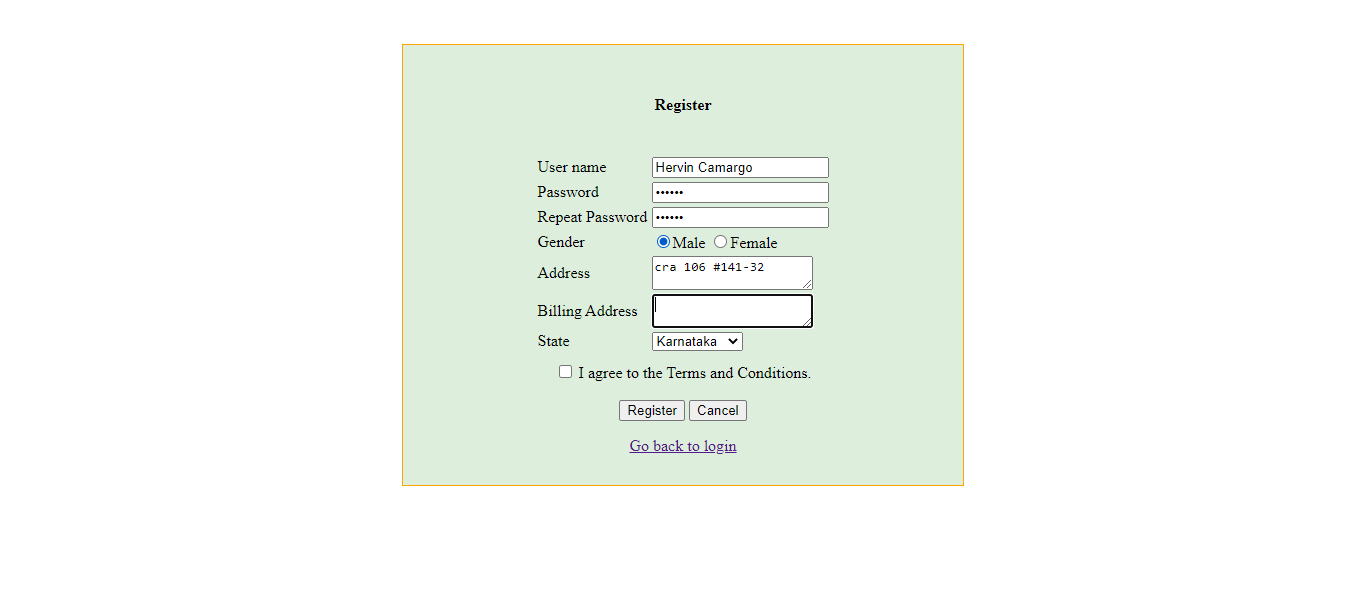 Register
User name Hervin Camargo
Password ••••••
Repeat Password ••••••
Gender Male Female
Address cra 106 #141-32
Billing Address
State Karnataka
I agree to the Terms and Conditions.
Register Cancel
Go back to login